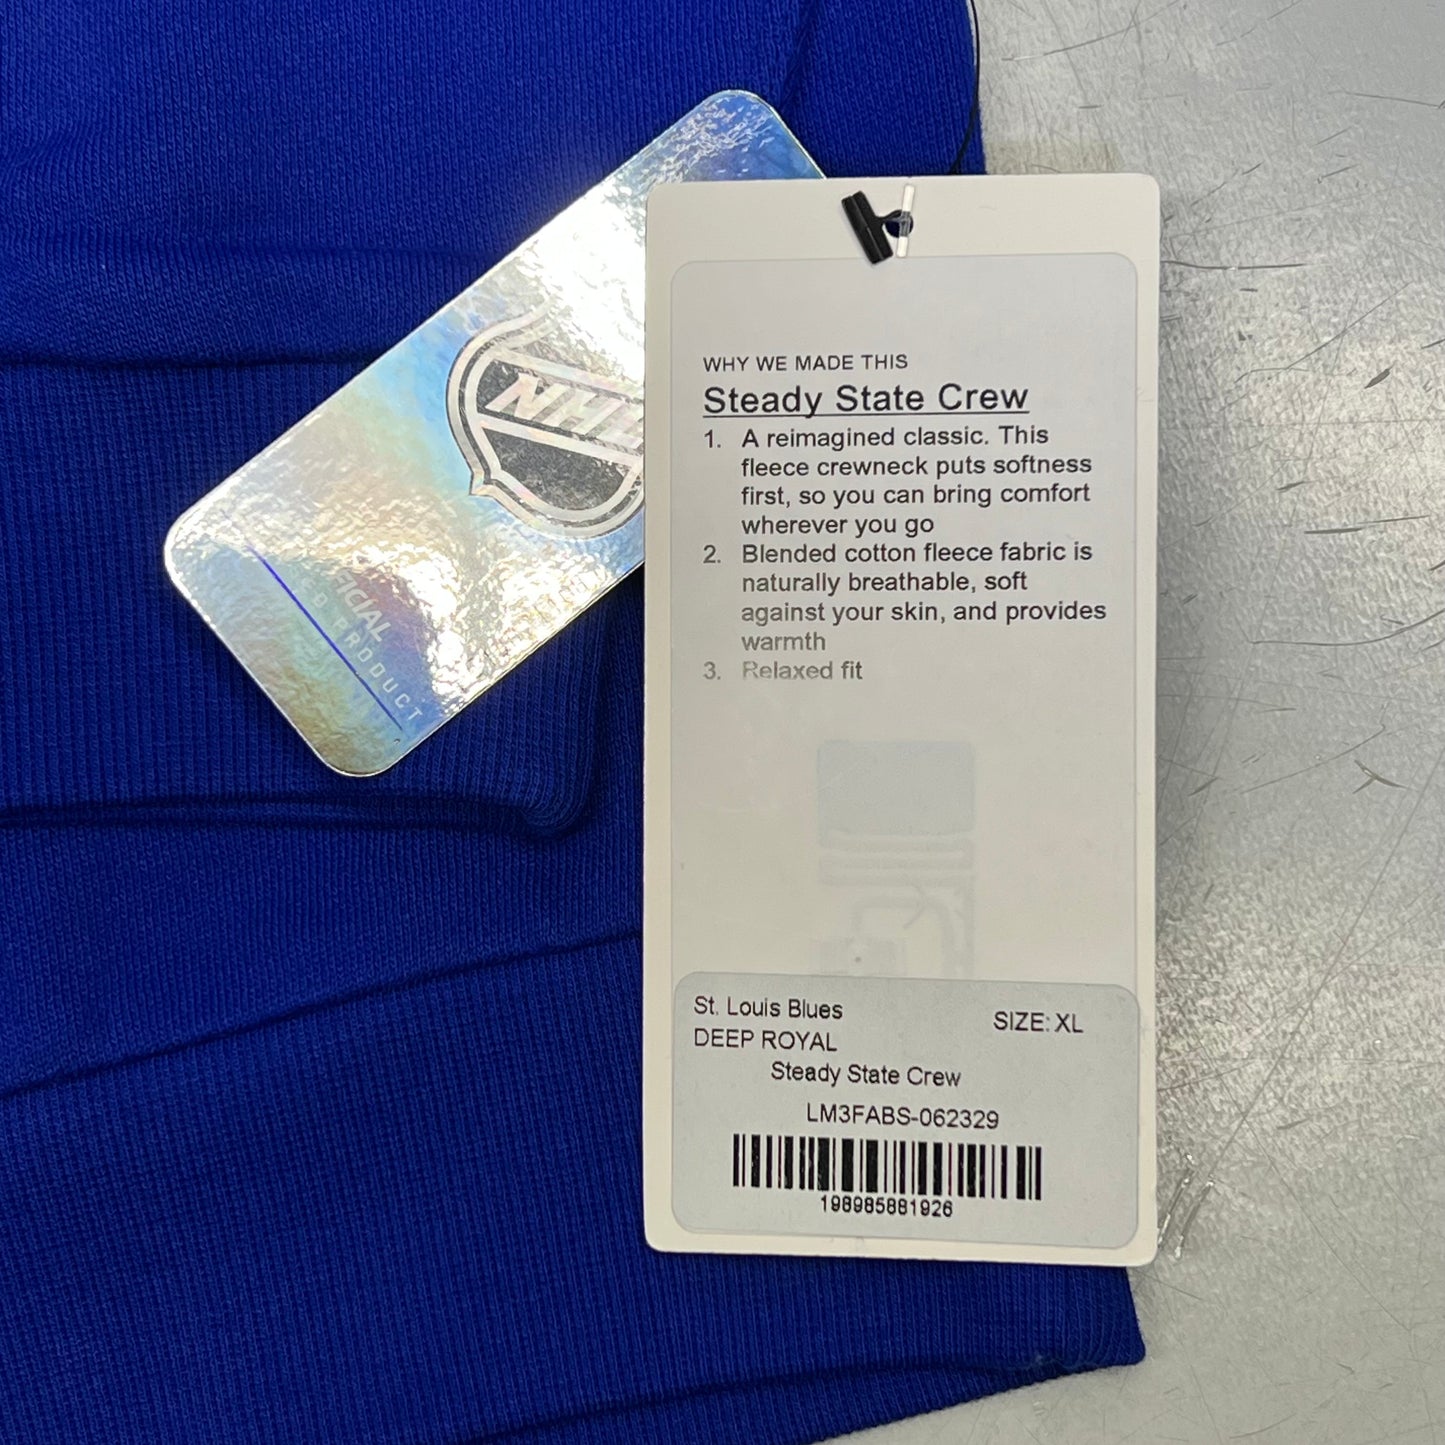 NHL
PRODUCT
WHY WE MADE THIS
Steady State Crew
1. A reimagined classic. This
fleece crewneck puts softness
first, so you can bring comfort
wherever you go
2. Blended cotton fleece fabric is
naturally breathable, soft
against your skin, and provides
warmth
3. Relaxed fit
St. Louis Blues
SIZE: XL
DEEP ROYAL
Steady State Crew
LM3FABS-062329
198985881926